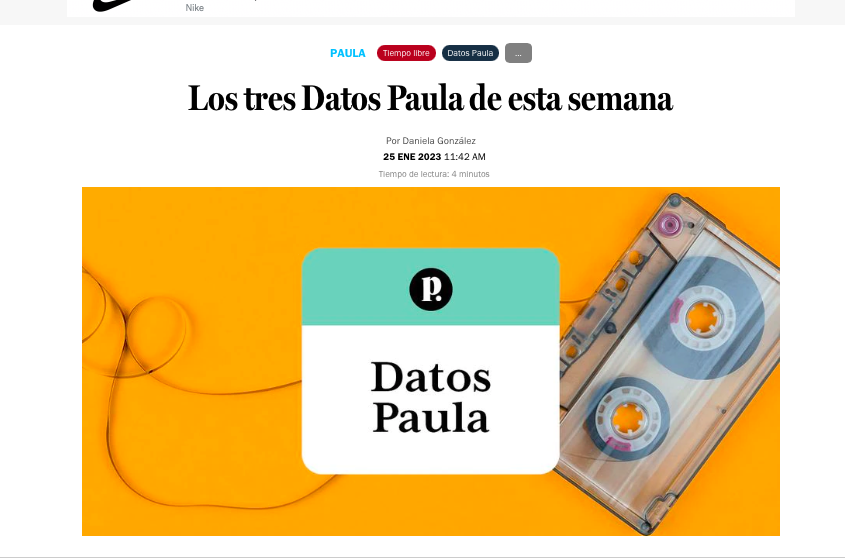 Nike
PAULA Tiempo libre Datos Paula ...
Los tres Datos Paula de esta semana
Por Daniela González
25 ENE 2023 11:42 AM
Tiempo de lectura: 4 minutos
p.
Datos
Paula